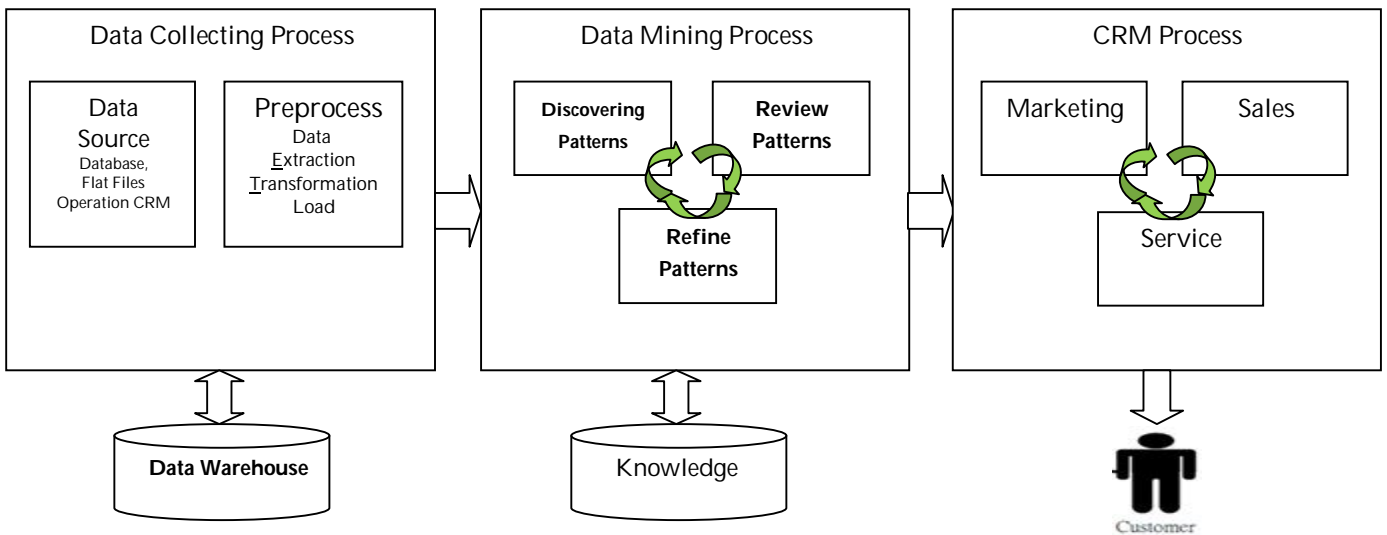 Data Collecting Process
Data
Source
Database,
Flat Files
Operation CRM
Preprocess
Data
Extraction
Transformation
Load
Data Warehouse
Data Mining Process
Discovering
Patterns
Review
Patterns
Refine
Patterns
Knowledge
CRM Process
Marketing
Sales
Service
Customer